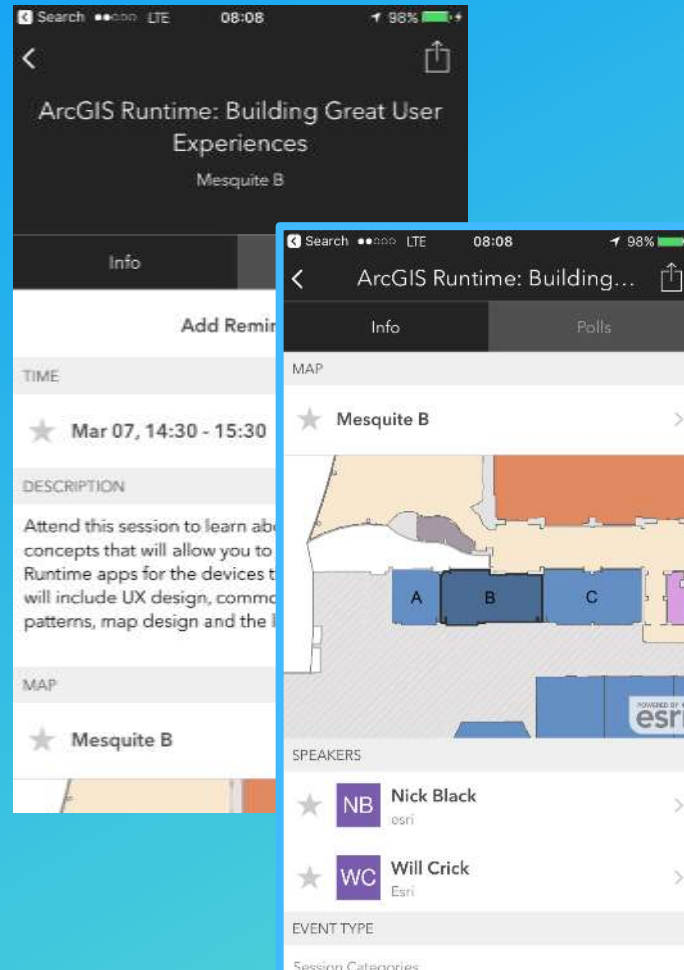 Search LTE 08:08 98%
ArcGIS Runtime: Building Great User
Experiences
Mesquite B
Info
Add Remin
TIME
Mar 07, 14:30 - 15:30
DESCRIPTION
Attend this session to learn abo
concepts that will allow you to
Runtime apps for the devices t
will include UX design, commo
patterns, map design and the
MAP
Mesquite B
Search LTE 08:08 98%
ArcGIS Runtime: Building...
Info Polls
MAP
Mesquite B
A B C
POWERED BY
esri
SPEAKERS
NB Nick Black
esri
WC Will Crick
Esri
EVENT TYPE
Session Categories